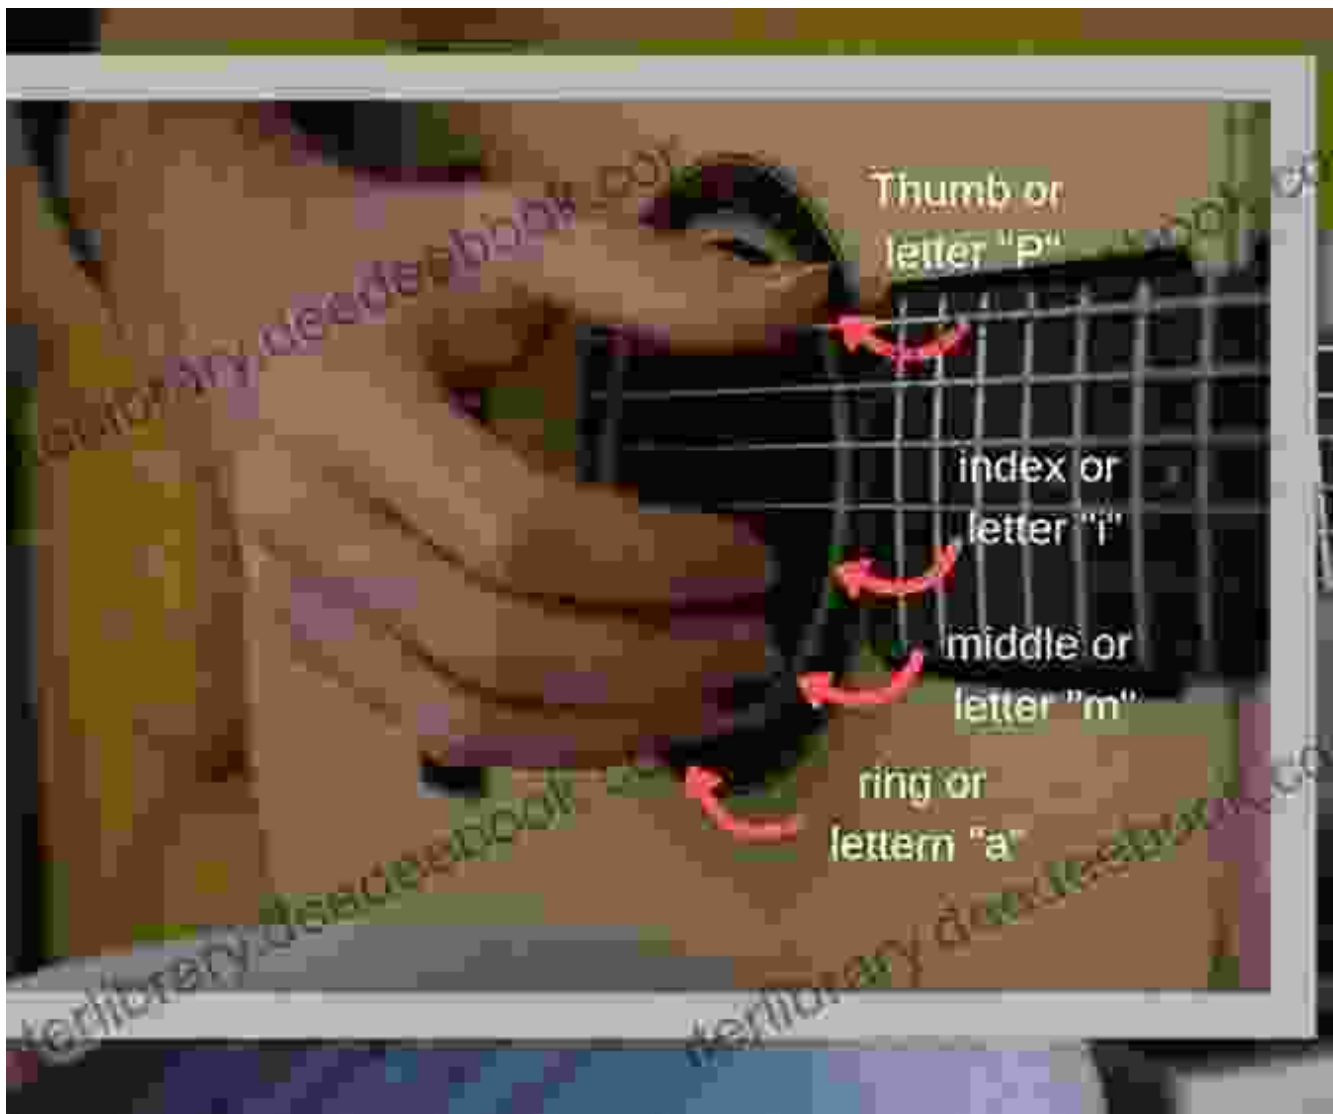 Thumb or
letter "P"
index or
letter "i"
middle or
letter "m"
ring or
lettern "a"